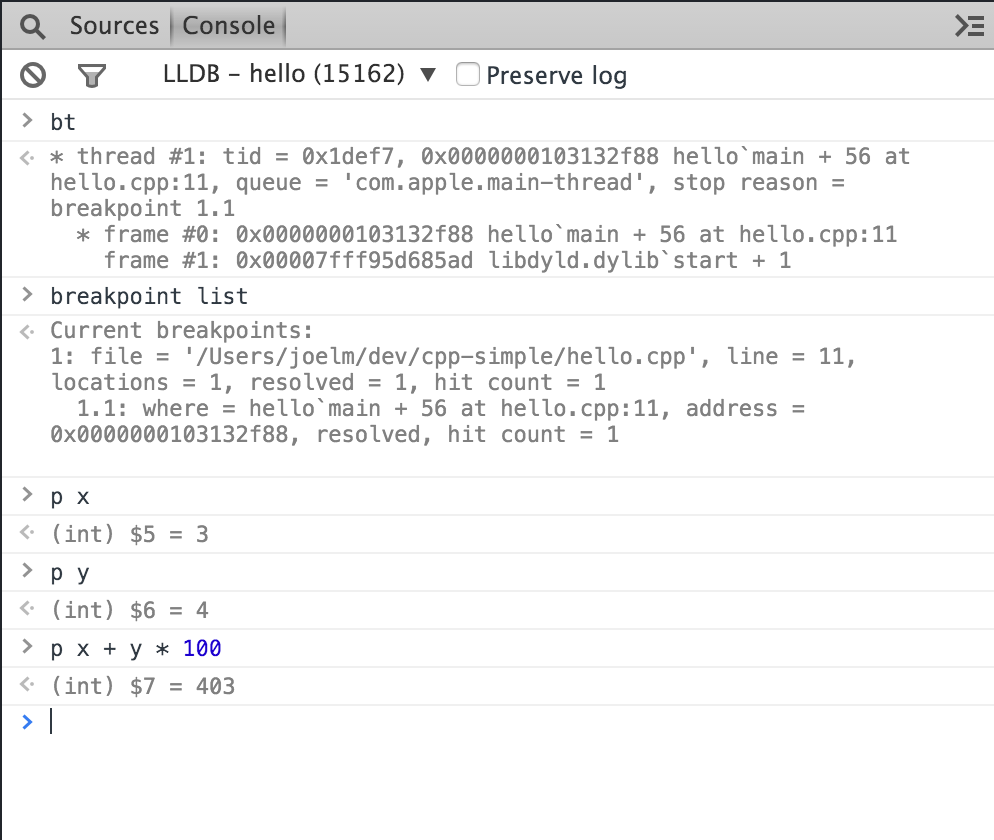 Sources Console
LLDB – hello (15162) ▼ Preserve log
> bt
* thread #1: tid = 0x1def7, 0x0000000103132f88 hello`main + 56 at
hello.cpp:11, queue = 'com.apple.main-thread', stop reason =
breakpoint 1.1
  * frame #0: 0x0000000103132f88 hello`main + 56 at hello.cpp:11
    frame #1: 0x00007fff95d685ad libdyld.dylib`start + 1
> breakpoint list
Current breakpoints:
1: file = '/Users/joelm/dev/cpp-simple/hello.cpp', line = 11,
locations = 1, resolved = 1, hit count = 1
  1.1: where = hello`main + 56 at hello.cpp:11, address =
0x0000000103132f88, resolved, hit count = 1
> p x
(int) $5 = 3
> p y
(int) $6 = 4
> p x + y * 100
(int) $7 = 403
>